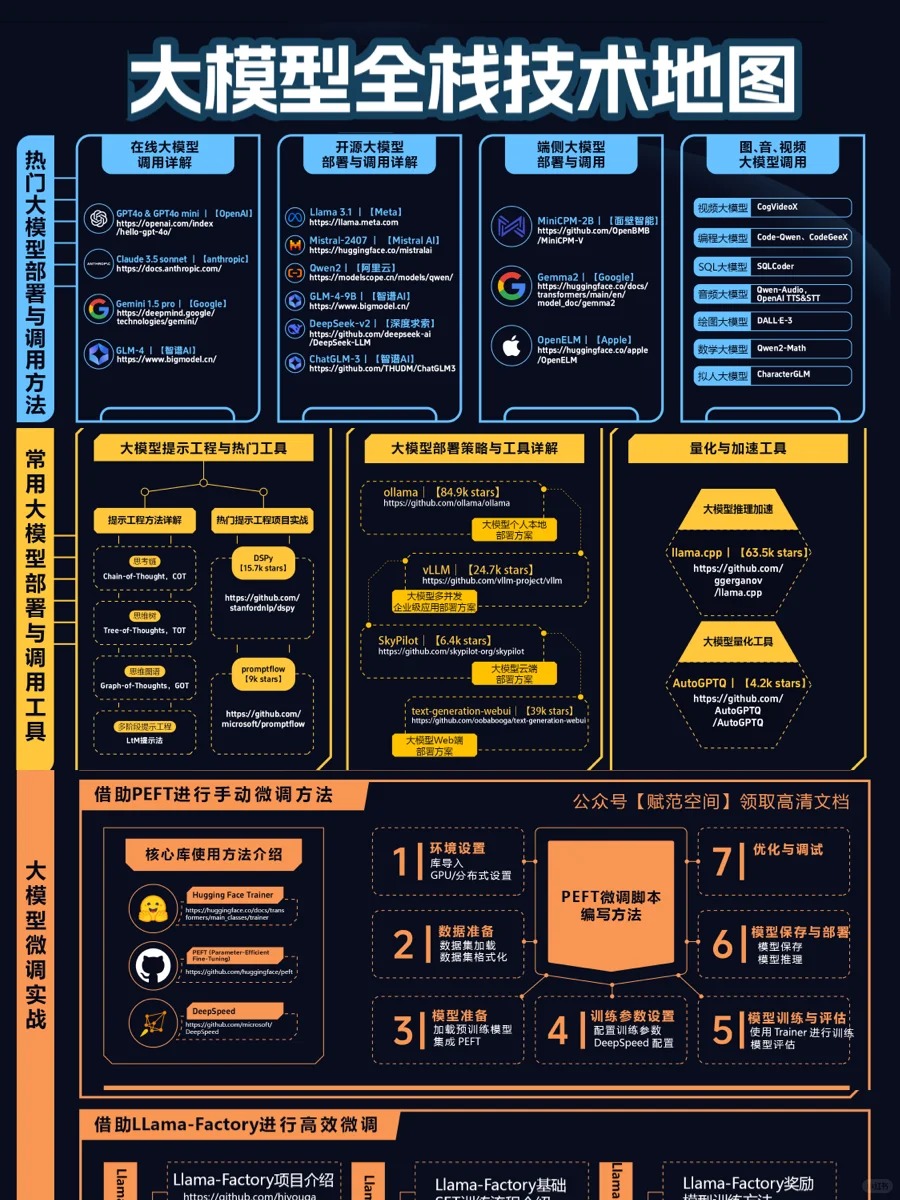 大模型全栈技术地图
热门大模型部署与调用方法
在线大模型
调用详解
GPT4o & GPT4o mini | 【OpenAI】
https://openai.com/index
/hello-gpt-4o/
ANTHROPIC
Claude 3.5 sonnet | 【anthropic】
https://docs.anthropic.com/
Gemini 1.5 pro | 【Google】
https://deepmind.google/
technologies/gemini/
GLM-4 | 【智谱AI】
https://www.bigmodel.cn/
开源大模型
部署与调用详解
Llama 3.1 | 【Meta】
https://llama.meta.com
Mistral-2407 | 【Mistral AI】
https://huggingface.co/mistralai
Qwen2 | 【阿里云】
https://modelscope.cn/models/qwen/
GLM-4-9B | 【智谱AI】
https://www.bigmodel.cn/
DeepSeek-v2 | 【深度求索】
https://github.com/deepseek-ai
/DeepSeek-LLM
ChatGLM-3 | 【智谱AI】
https://github.com/THUDM/ChatGLM3
端侧大模型
部署与调用
MiniCPM-2B | 【面壁智能】
https://github.com/OpenBMB
/MiniCPM-V
Gemma2 | 【Google】
https://huggingface.co/docs/
transformers/main/en/
model_doc/gemma2
OpenELM | 【Apple】
https://huggingface.co/apple
/OpenELM
图、音、视频
大模型调用
视频大模型 CogVideoX
编程大模型 Code-Qwen、CodeGeeX
SQL大模型 SQLCoder
音频大模型 Qwen-Audio,
OpenAI TTS&STT
绘图大模型 DALL·E-3
数学大模型 Qwen2-Math
拟人大模型 CharacterGLM
常用大模型部署与调用工具
大模型提示工程与热门工具
提示工程方法详解
思考链
Chain-of-Thought, COT
思维树
Tree-of-Thoughts, TOT
思维图谱
Graph-of-Thoughts, GOT
多阶段提示工程
LtM提示法
热门提示工程项目实战
DSPy
【15.7k stars】
https://github.com/
stanfordnlp/dspy
promptflow
【9k stars】
https://github.com/
microsoft/promptflow
大模型部署策略与工具详解
ollama | 【84.9k stars】
https://github.com/ollama/ollama
大模型个人本地
部署方案
vLLM | 【24.7k stars】
https://github.com/vllm-project/vllm
大模型多并发
企业级应用部署方案
SkyPilot | 【6.4k stars】
https://github.com/skypilot-org/skypilot
大模型云端
部署方案
text-generation-webui | 【39k stars】
https://github.com/oobabooga/text-generation-webui
大模型Web端
部署方案
量化与加速工具
大模型推理加速
llama.cpp | 【63.5k stars】
https://github.com/
ggerganov
/llama.cpp
大模型量化工具
AutoGPTQ | 【4.2k stars】
https://github.com/
AutoGPTQ
/AutoGPTQ
大模型微调实战
借助PEFT进行手动微调方法
公众号【赋范空间】领取高清文档
核心库使用方法介绍
Hugging Face Trainer
https://huggingface.co/docs/trans
formers/main_classes/trainer
PEFT (Parameter-Efficient
Fine-Tuning)
https://github.com/huggingface/peft
DeepSpeed
https://github.com/microsoft/
DeepSpeed
PEFT微调脚本
编写方法
1 环境设置
库导入
GPU/分布式设置
2 数据准备
数据集加载
数据集格式化
3 模型准备
加载预训练模型
集成 PEFT
4 训练参数设置
配置训练参数
DeepSpeed 配置
5 模型训练与评估
使用 Trainer 进行训练
模型评估
6 模型保存与部署
模型保存
模型推理
7 优化与调试
借助LLama-Factory进行高效微调
Llama
Llama-Factory项目介绍
https://github.com/hiyouga
Llam
Llama-Factory基础
SFT训练流程介绍
Llama
Llama-Factory奖励
模型训练方法